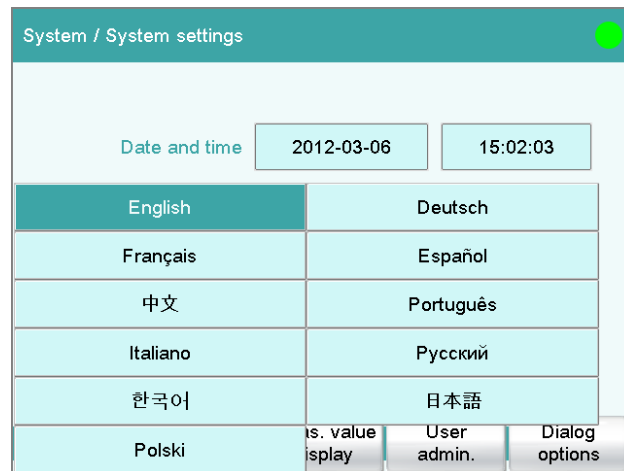 System / System settings
Date and time 2012-03-06 15:02:03
English Deutsch
Français Español
中文 Português
Italiano Русский
한국어 日本語
Polski value User Dialog
admin. options